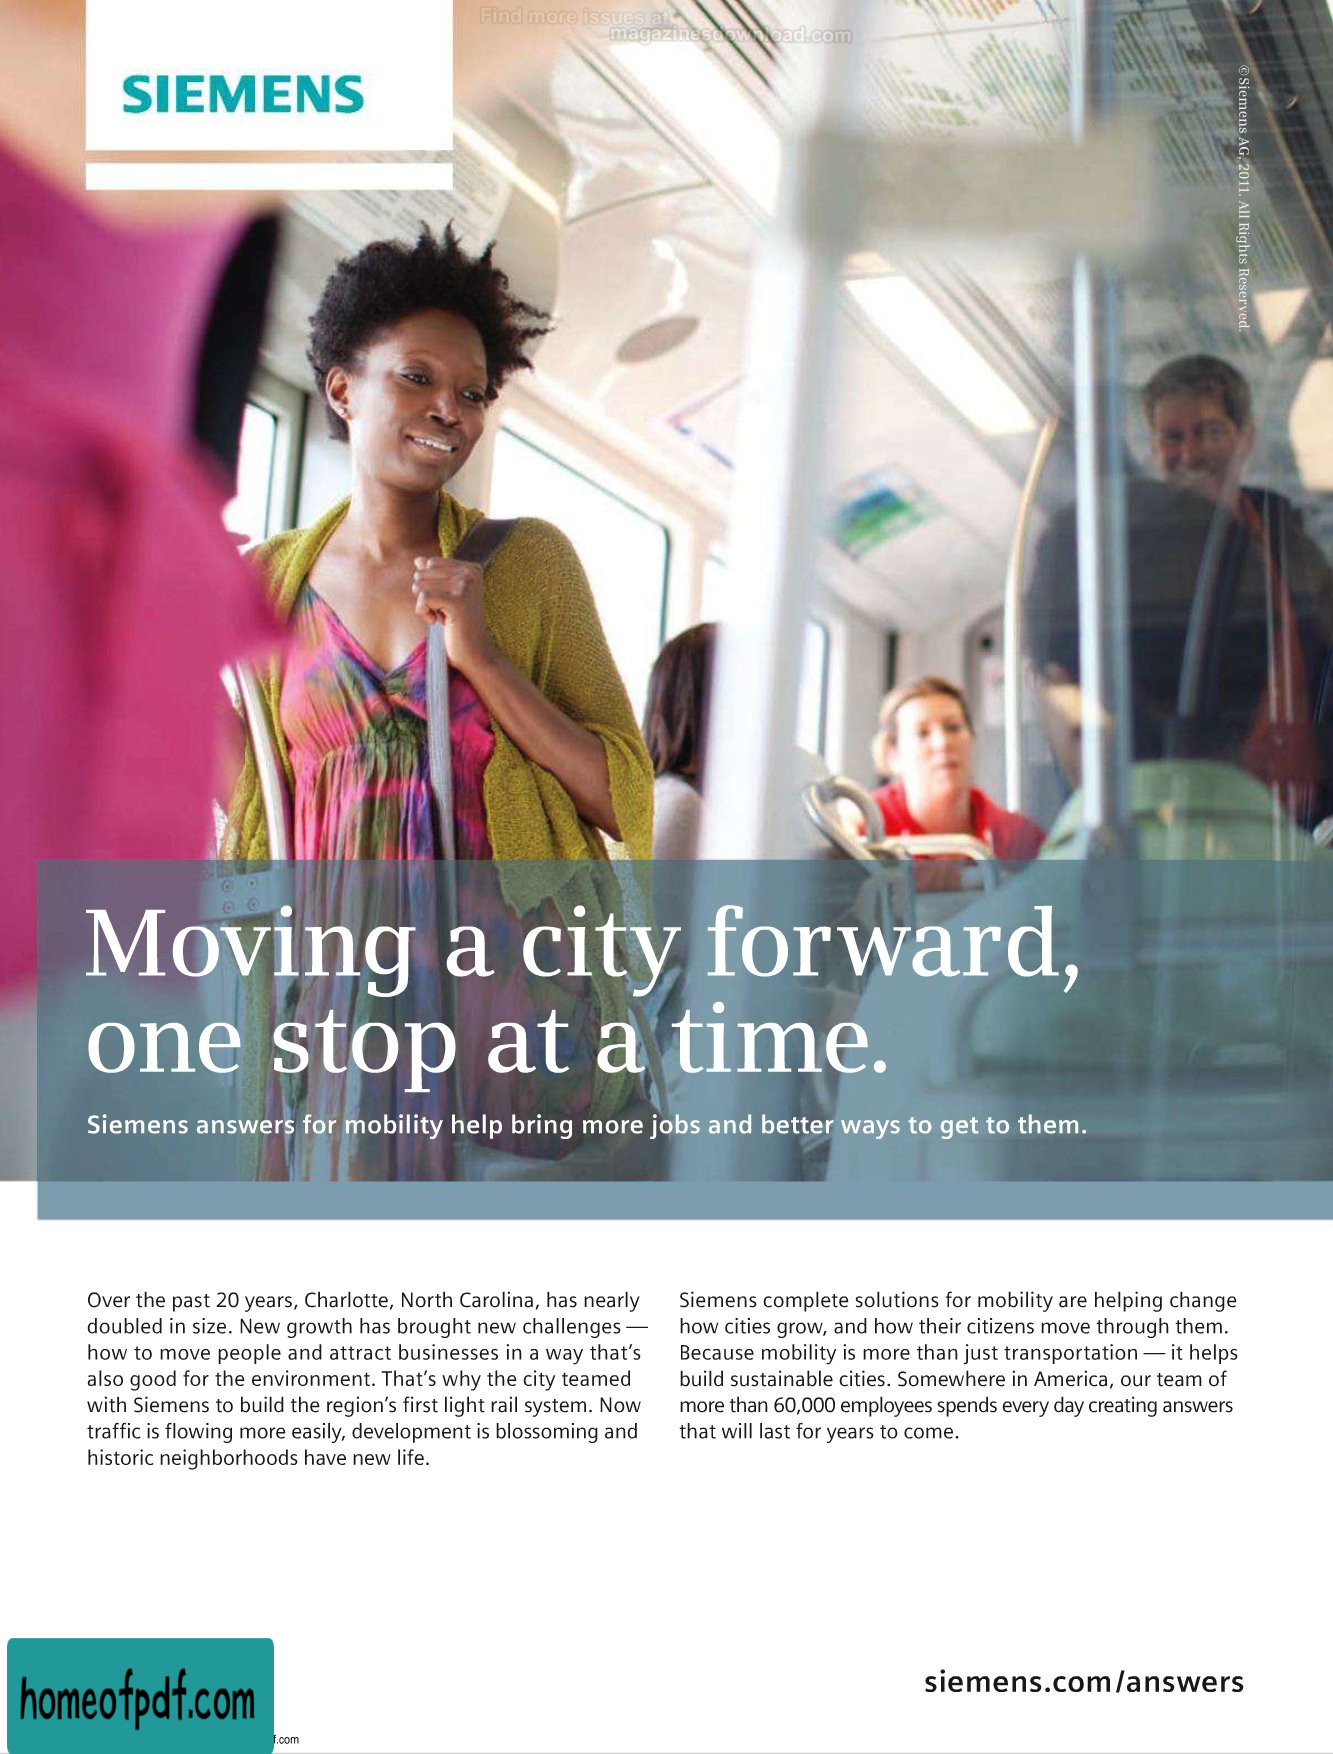 Find more issues at
magazinesdownload.com
SIEMENS
©Siemens AG, 2011. All Rights Reserved.
Moving a city forward,
one stop at a time.
Siemens answers for mobility help bring more jobs and better ways to get to them.
Over the past 20 years, Charlotte, North Carolina, has nearly
doubled in size. New growth has brought new challenges —
how to move people and attract businesses in a way that’s
also good for the environment. That’s why the city teamed
with Siemens to build the region’s first light rail system. Now
traffic is flowing more easily, development is blossoming and
historic neighborhoods have new life.
Siemens complete solutions for mobility are helping change
how cities grow, and how their citizens move through them.
Because mobility is more than just transportation — it helps
build sustainable cities. Somewhere in America, our team of
more than 60,000 employees spends every day creating answers
that will last for years to come.
siemens.com/answers
homeofpdf.com
f.com